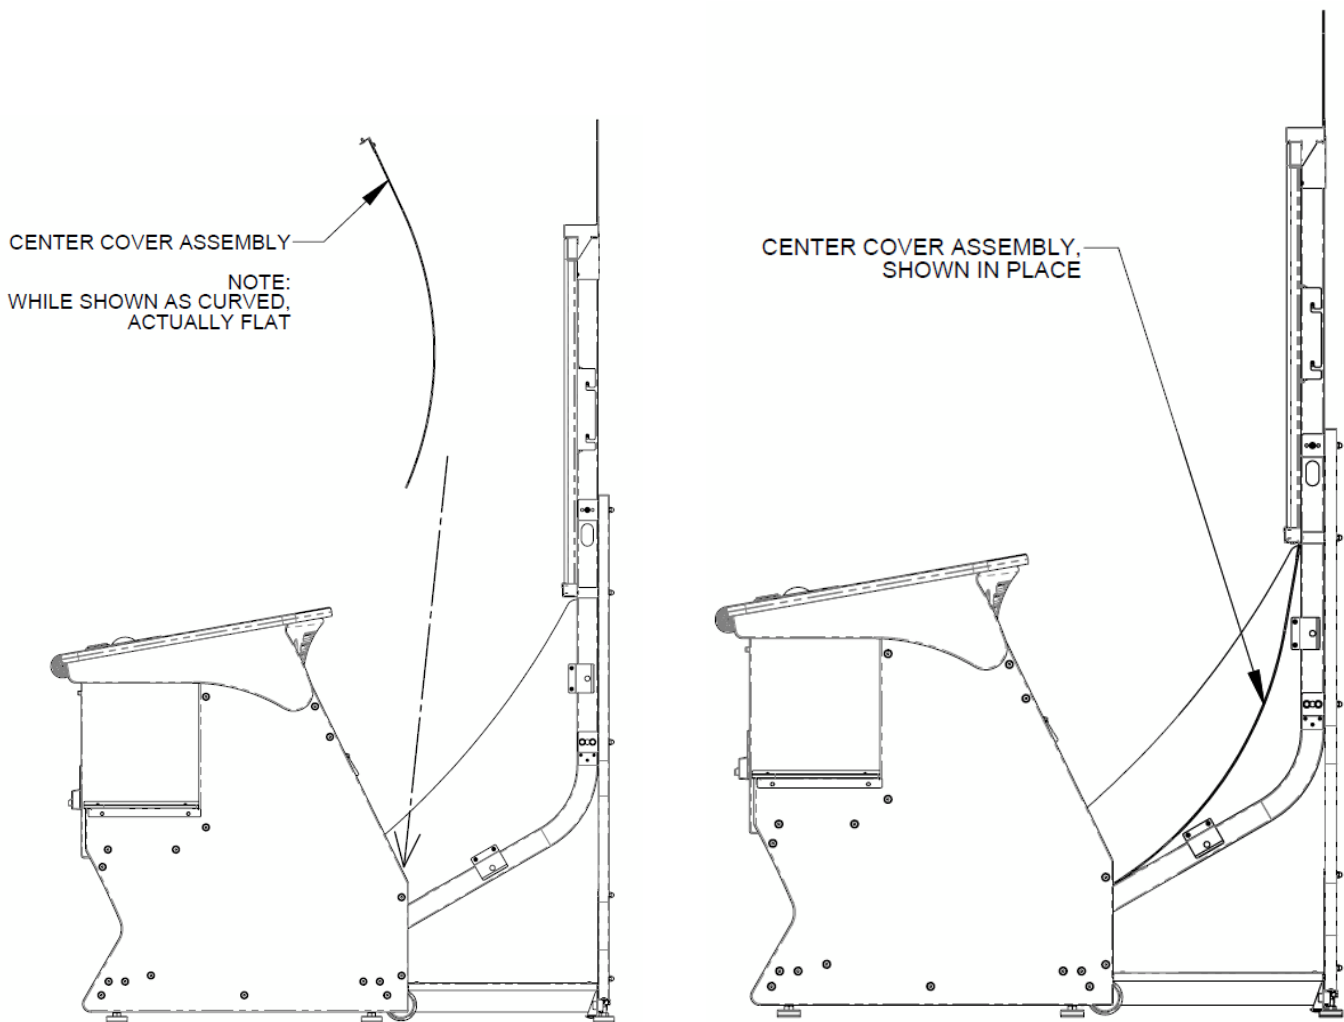 CENTER COVER ASSEMBLY
NOTE:
WHILE SHOWN AS CURVED,
ACTUALLY FLAT
CENTER COVER ASSEMBLY,
SHOWN IN PLACE